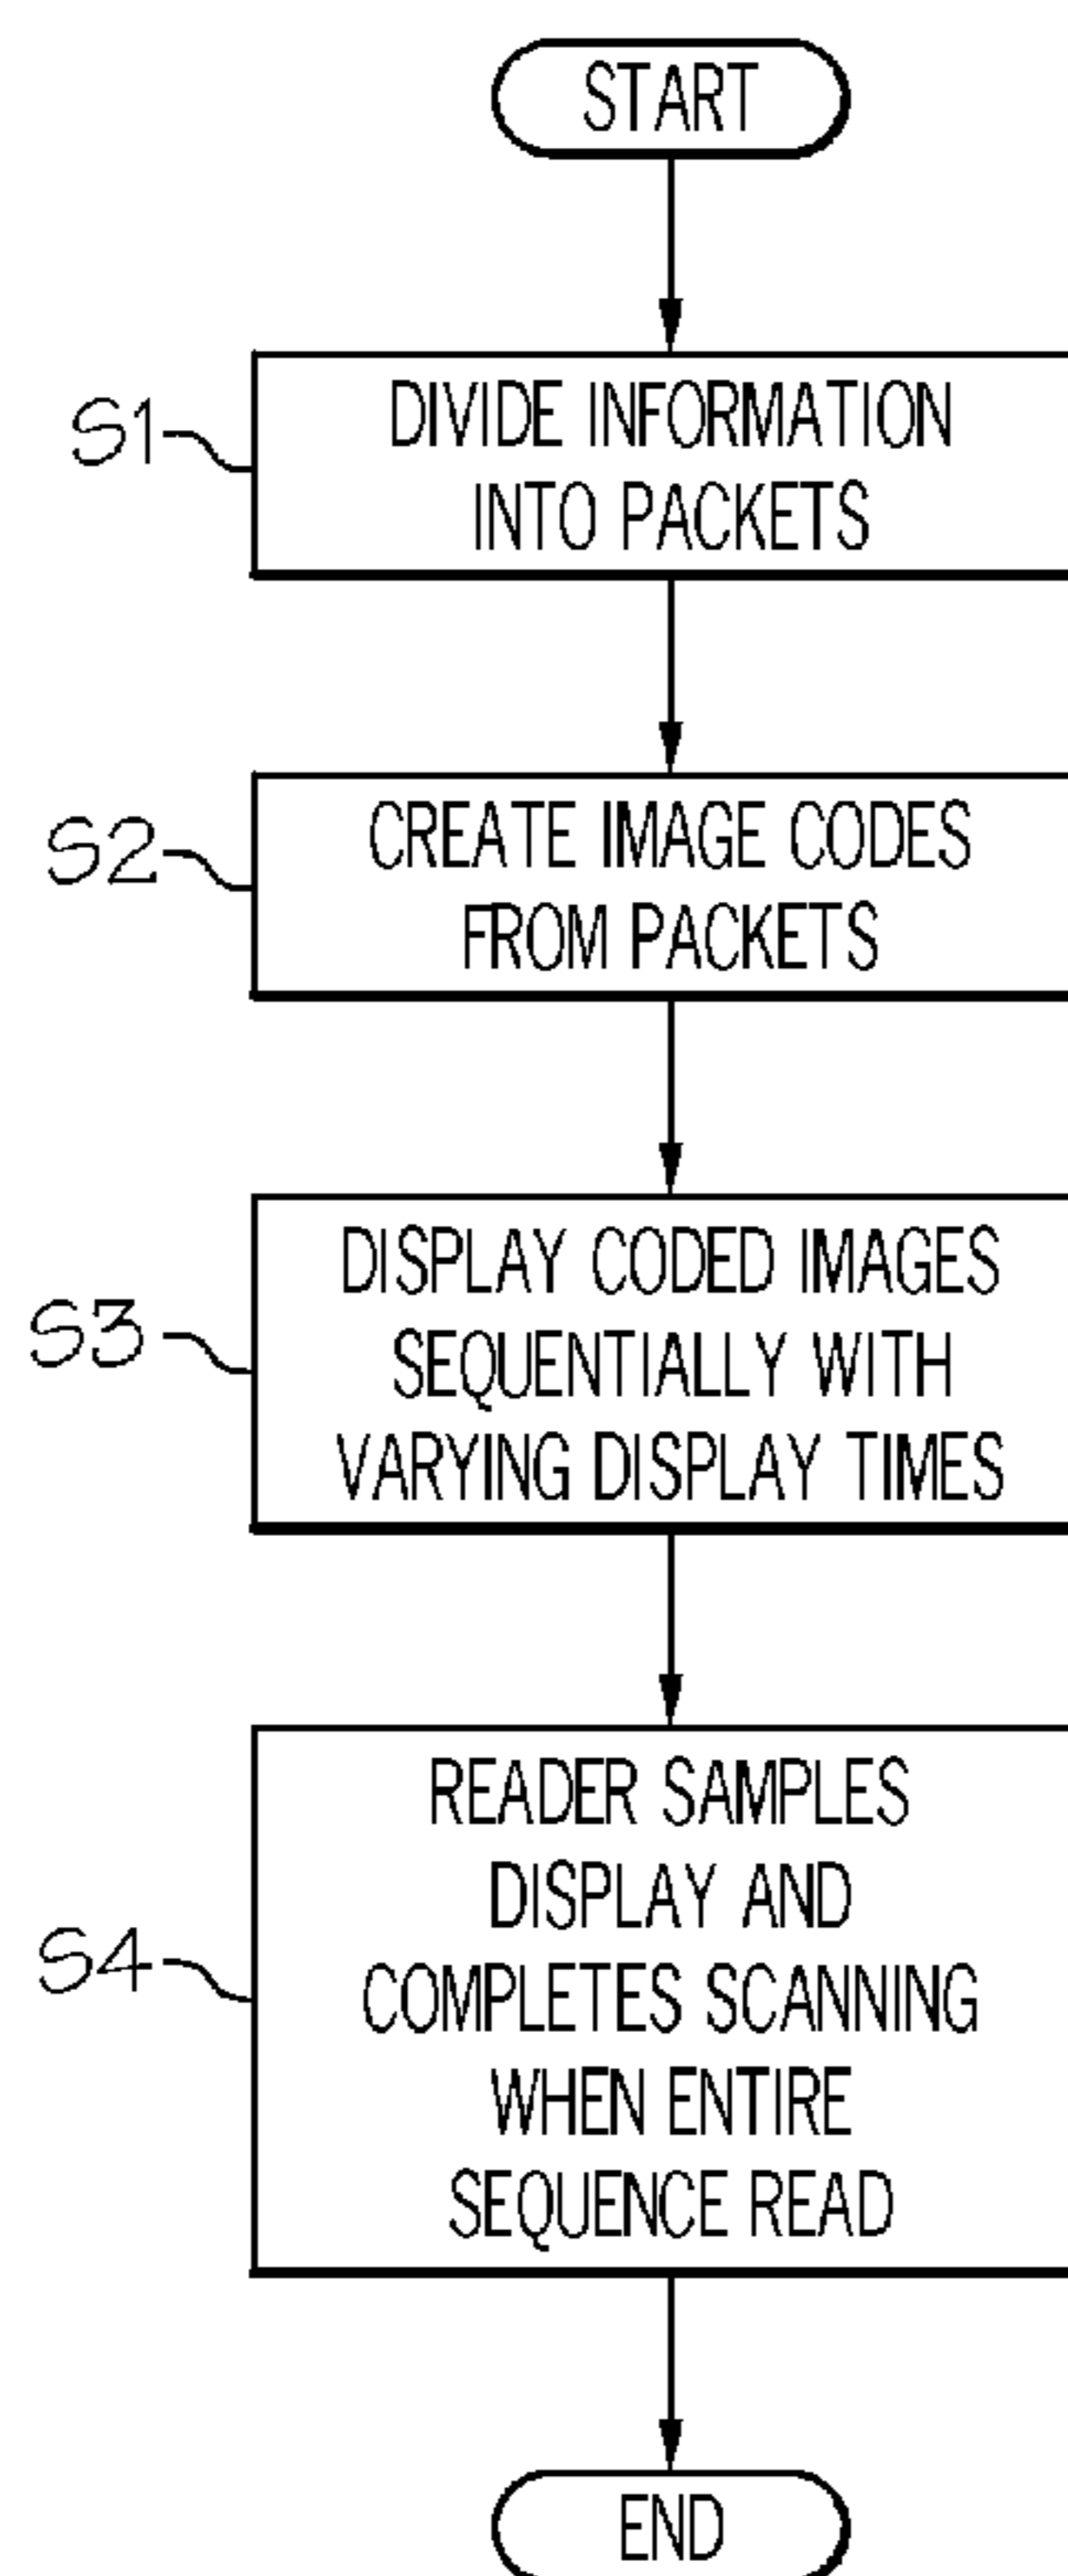 START
S1
DIVIDE INFORMATION
INTO PACKETS
S2
CREATE IMAGE CODES
FROM PACKETS
S3
DISPLAY CODED IMAGES
SEQUENTIALLY WITH
VARYING DISPLAY TIMES
S4
READER SAMPLES
DISPLAY AND
COMPLETES SCANNING
WHEN ENTIRE
SEQUENCE READ
END